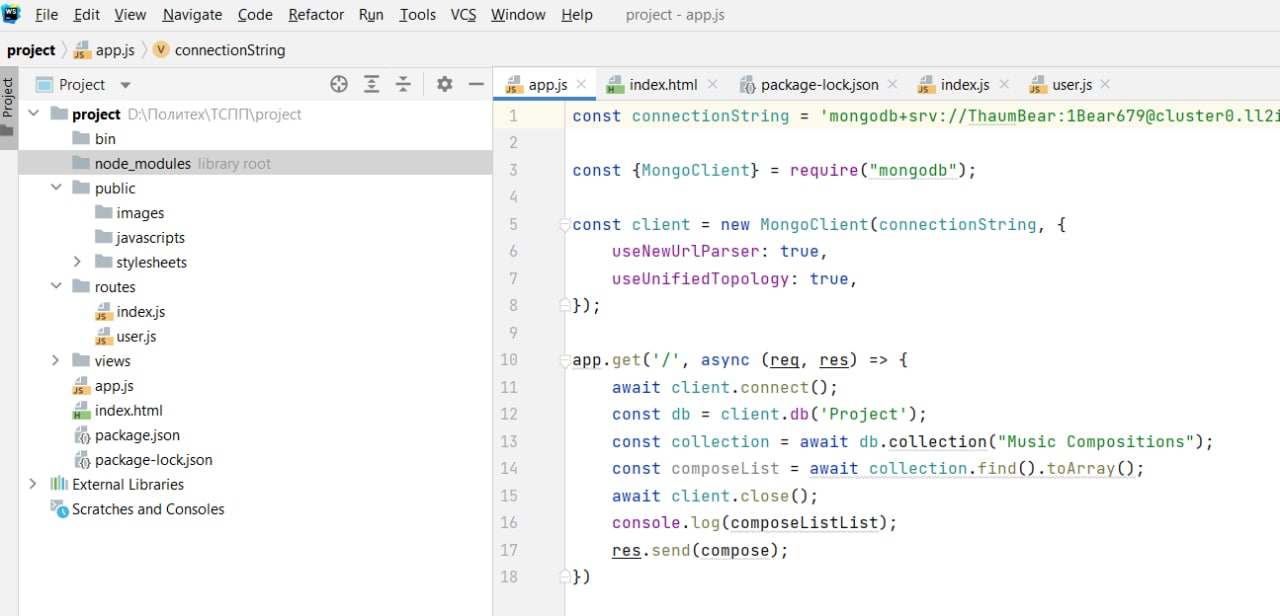 WS File Edit View Navigate Code Refactor Run Tools VCS Window Help project - app.js
project app.js V connectionString
Project
Project
app.js index.html package-lock.json index.js user.js
project D:\Политех\ТСПП\project
bin
node_modules library root
public
images
javascripts
stylesheets
routes
index.js
user.js
views
app.js
index.html
package.json
package-lock.json
External Libraries
Scratches and Consoles
1 const connectionString = 'mongodb+srv://ThaumBear:1Bear679@cluster0.ll2i
2
3 const {MongoClient} = require("mongodb");
4
5 const client = new MongoClient(connectionString, {
6 useNewUrlParser: true,
7 useUnifiedTopology: true,
8 });
9
10 app.get('/', async (req, res) => {
11 await client.connect();
12 const db = client.db('Project');
13 const collection = await db.collection("Music Compositions");
14 const composeList = await collection.find().toArray();
15 await client.close();
16 console.log(composeListList);
17 res.send(compose);
18 })